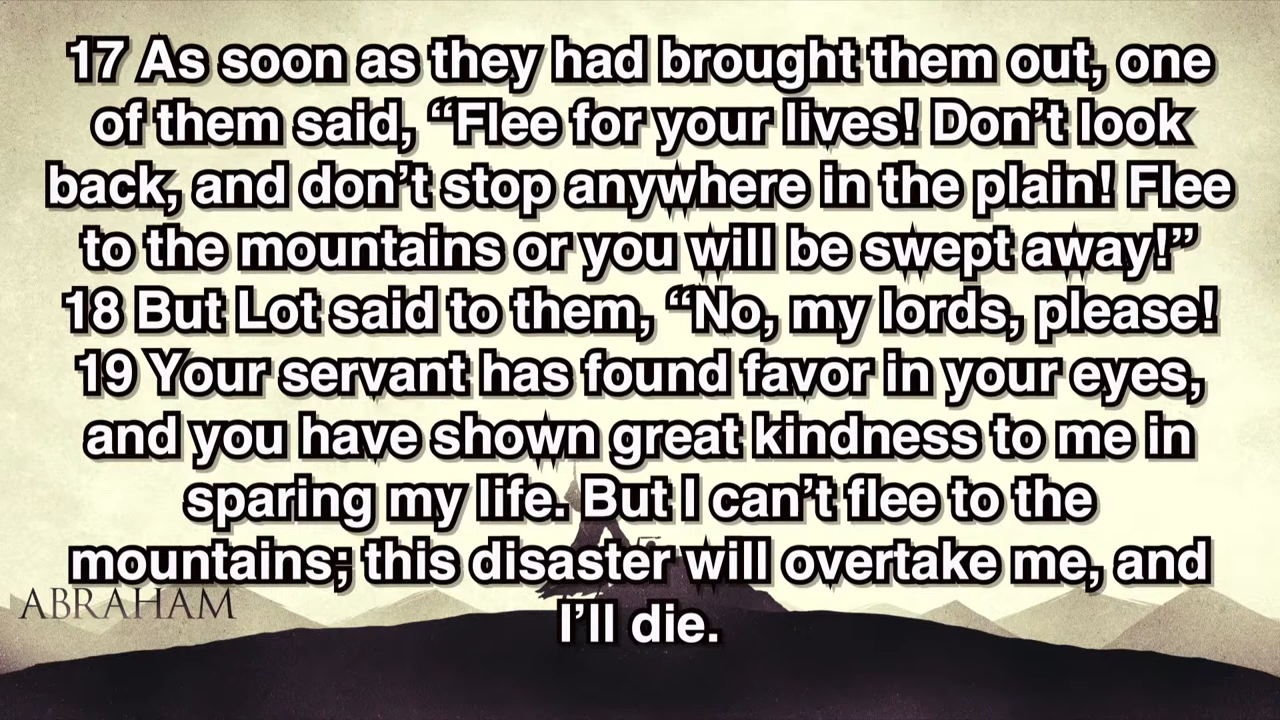 17 As soon as they had brought them out, one
of them said, “Flee for your lives! Don’t look
back, and don’t stop anywhere in the plain! Flee
to the mountains or you will be swept away!”
18 But Lot said to them, “No, my lords, please!
19 Your servant has found favor in your eyes,
and you have shown great kindness to me in
sparing my life. But I can’t flee to the
mountains; this disaster will overtake me, and
I’ll die.
ABRAHAM